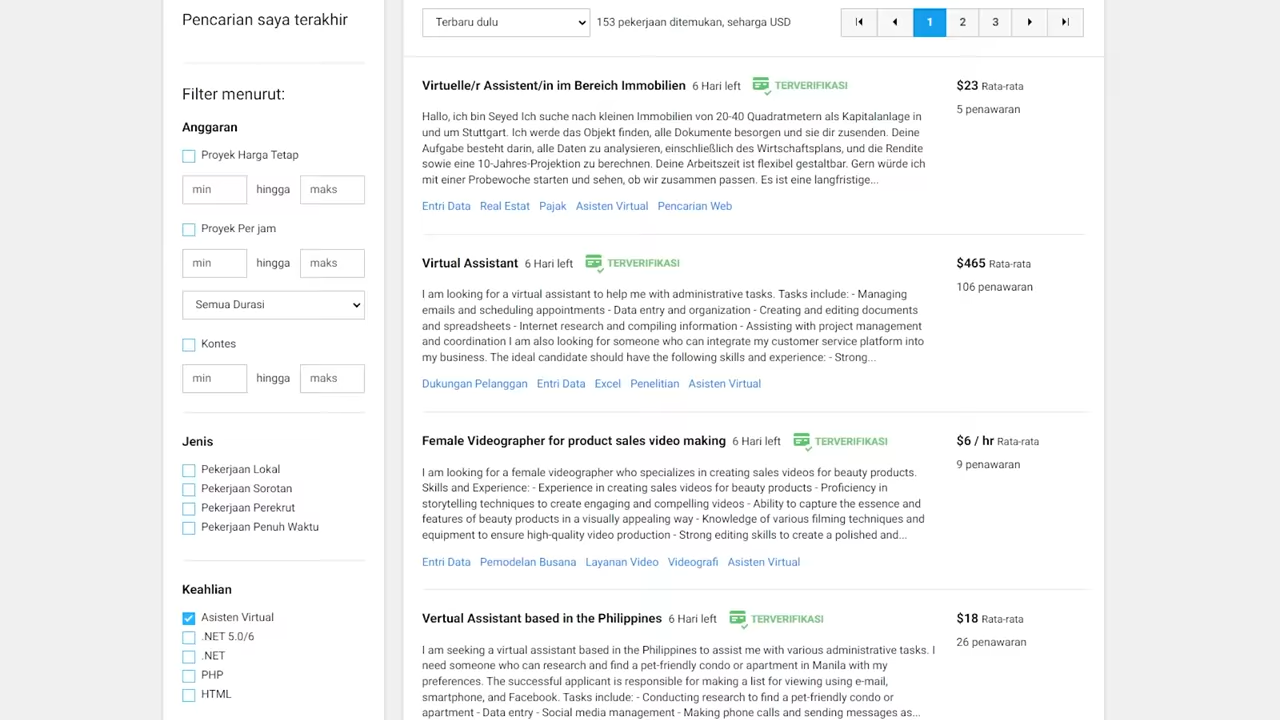 Pencarian saya terakhir
Filter menurut:
Anggaran
Proyek Harga Tetap
min hingga maks
Proyek Per jam
min hingga maks
Semua Durasi
Kontes
min hingga maks
Jenis
Pekerjaan Lokal
Pekerjaan Sorotan
Pekerjaan Perekrut
Pekerjaan Penuh Waktu
Keahlian
Asisten Virtual
.NET 5.0/6
.NET
PHP
HTML
Terbaru dulu 153 pekerjaan ditemukan, seharga USD 1 2 3
Virtuelle/r Assistent/in im Bereich Immobilien 6 Hari left TERVERIFIKASI
$23 Rata-rata
5 penawaran
Hallo, ich bin Seyed Ich suche nach kleinen Immobilien von 20-40 Quadratmetern als Kapitalanlage in
und um Stuttgart. Ich werde das Objekt finden, alle Dokumente besorgen und sie dir zusenden. Deine
Aufgabe besteht darin, alle Daten zu analysieren, einschließlich des Wirtschaftsplans, und die Rendite
sowie eine 10-Jahres-Projektion zu berechnen. Deine Arbeitszeit ist flexibel gestaltbar. Gern würde ich
mit einer Probewoche starten und sehen, ob wir zusammen passen. Es ist eine langfristige...
Entri Data Real Estat Pajak Asisten Virtual Pencarian Web
Virtual Assistant 6 Hari left TERVERIFIKASI
$465 Rata-rata
106 penawaran
I am looking for a virtual assistant to help me with administrative tasks. Tasks include: - Managing
emails and scheduling appointments - Data entry and organization - Creating and editing documents
and spreadsheets - Internet research and compiling information - Assisting with project management
and coordination I am also looking for someone who can integrate my customer service platform into
my business. The ideal candidate should have the following skills and experience: - Strong...
Dukungan Pelanggan Entri Data Excel Penelitian Asisten Virtual
Female Videographer for product sales video making 6 Hari left TERVERIFIKASI
$6 / hr Rata-rata
9 penawaran
I am looking for a female videographer who specializes in creating sales videos for beauty products.
Skills and Experience: - Experience in creating sales videos for beauty products - Proficiency in
storytelling techniques to create engaging and compelling videos - Ability to capture the essence and
features of beauty products in a visually appealing way - Knowledge of various filming techniques and
equipment to ensure high-quality video production - Strong editing skills to create a polished and...
Entri Data Pemodelan Busana Layanan Video Videografi Asisten Virtual
Vertual Assistant based in the Philippines 6 Hari left TERVERIFIKASI
$18 Rata-rata
26 penawaran
I am seeking a virtual assistant based in the Philippines to assist me with various administrative tasks. I
need someone who can research and find a pet-friendly condo or apartment in Manila with my
preferences. The successful applicant is responsible for making a list for viewing using e-mail,
smartphone, and Facebook. Tasks include: - Conducting research to find a pet-friendly condo or
apartment - Data entry - Social media management - Making phone calls and sending messages as...